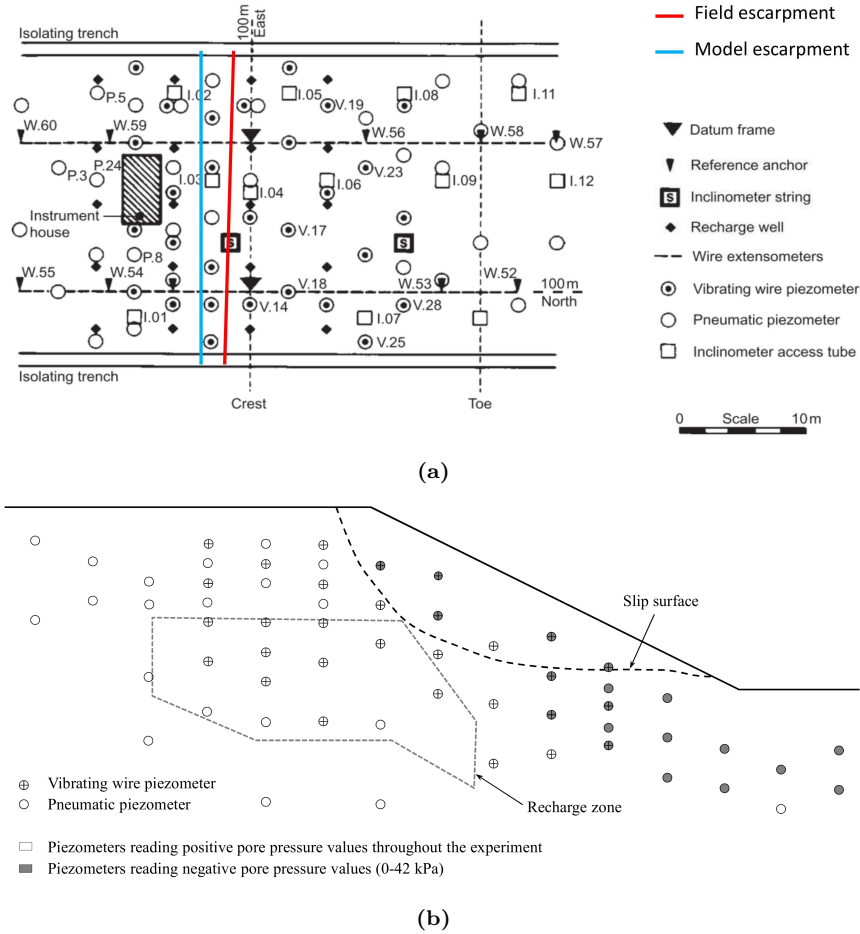 100m
East
Field escarpment
Model escarpment
Isolating trench
P.5
I.02
I.05
V.19
I.08
I.11
W.60
W.59
W.56
W.58
W.57
P.3
P.24
I.03
I.04
I.06
V.23
I.09
I.12
Instrument
house
S
S
V.17
P.8
W.55
W.54
V.18
W.53
W.52
100m
North
I.01
V.14
I.07
V.28
V.25
Isolating trench
Crest
Toe
Datum frame
Reference anchor
S
Inclinometer string
Recharge well
Wire extensometers
Vibrating wire piezometer
Pneumatic piezometer
Inclinometer access tube
0 Scale 10m
(a)
Slip surface
Recharge zone
Vibrating wire piezometer
Pneumatic piezometer
Piezometers reading positive pore pressure values throughout the experiment
Piezometers reading negative pore pressure values (0-42 kPa)
(b)